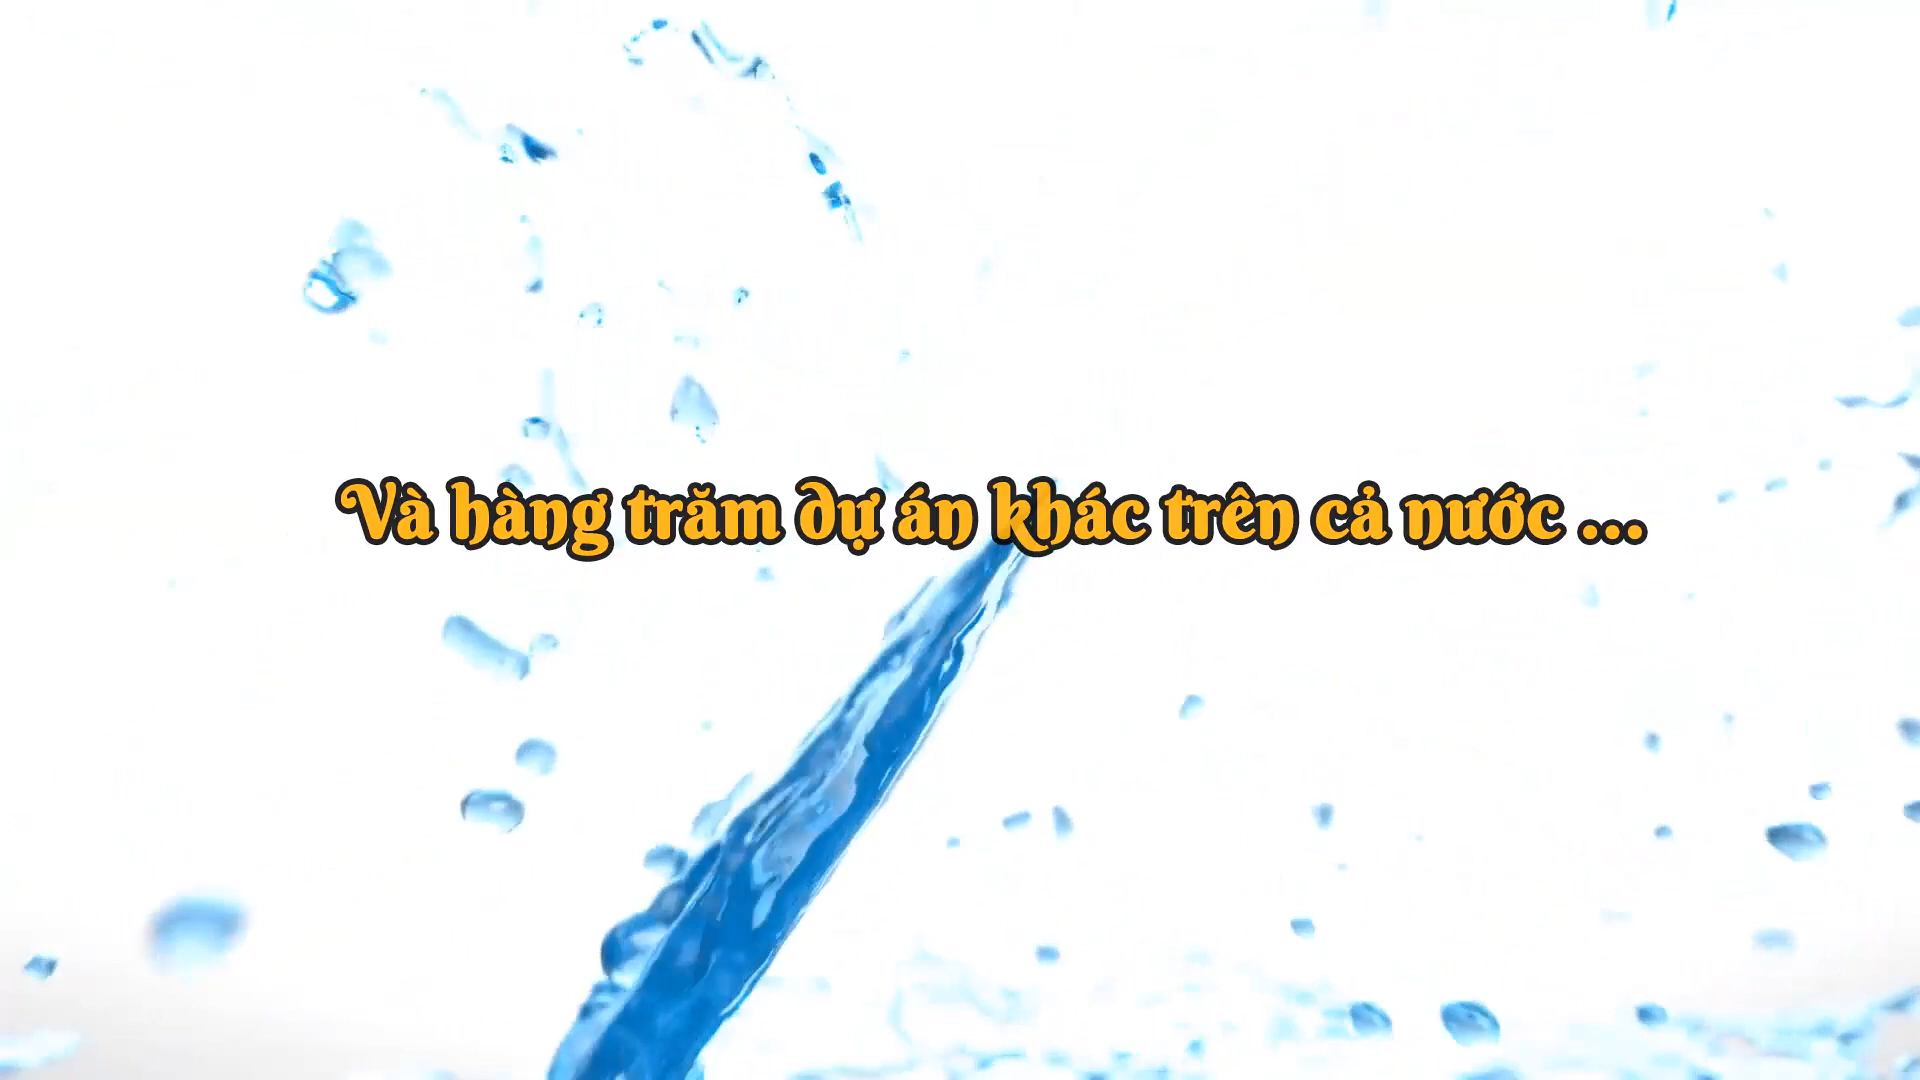 Và hàng trăm dự án khác trên cả nước ...